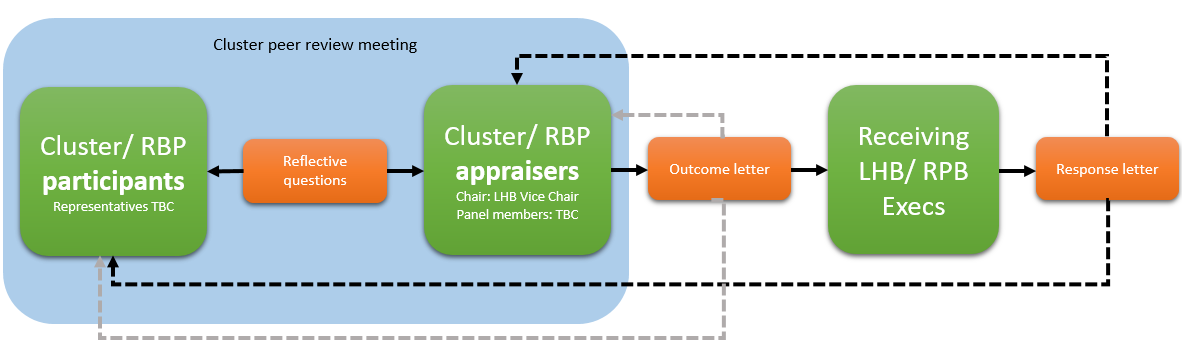 Cluster peer review meeting
Cluster/ RBP
participants
Representatives TBC
Reflective
questions
Cluster/ RBP
appraisers
Chair: LHB Vice Chair
Panel members: TBC
Outcome letter
Receiving
LHB/ RPB
Execs
Response letter